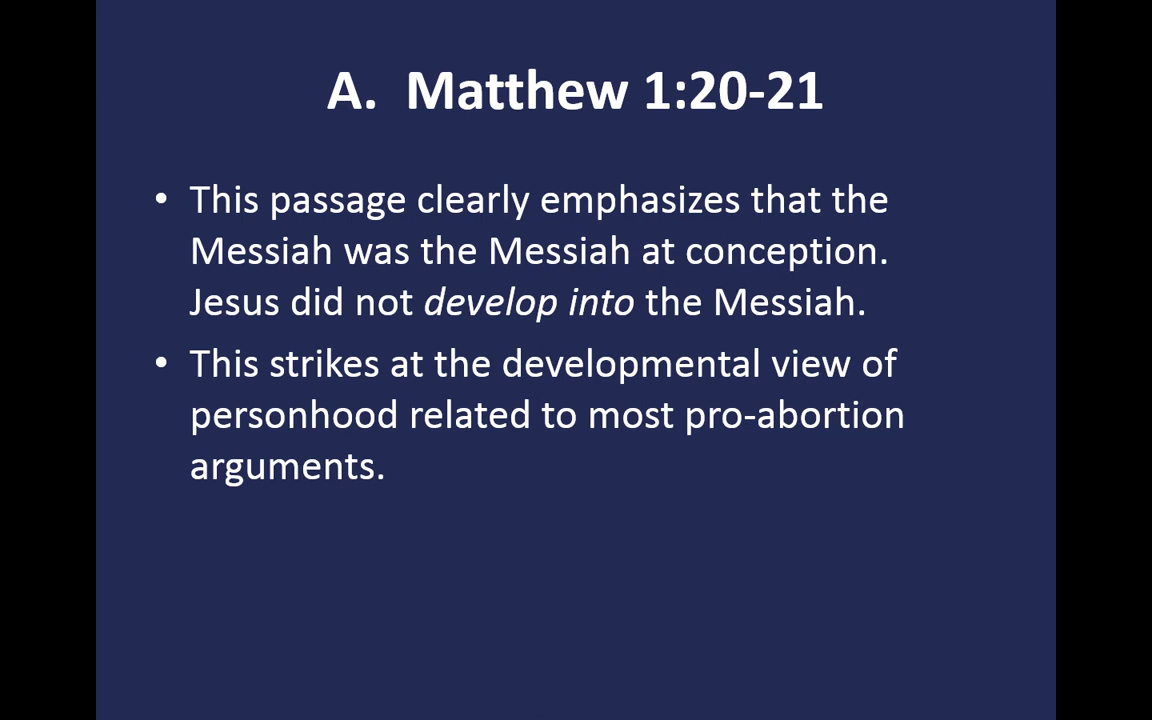 A. Matthew 1:20-21
• This passage clearly emphasizes that the
Messiah was the Messiah at conception.
Jesus did not develop into the Messiah.
• This strikes at the developmental view of
personhood related to most pro-abortion
arguments.